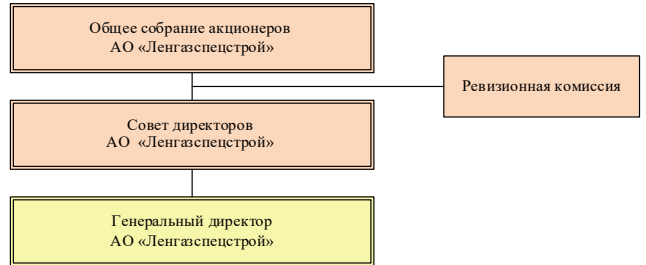 Общее собрание акционеров
АО «Ленгазспецстрой»
Ревизионная комиссия
Совет директоров
АО «Ленгазспецстрой»
Генеральный директор
АО «Ленгазспецстрой»